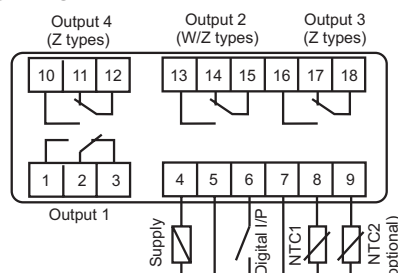 Output 4
(Z types)
Output 2
(W/Z types)
Output 3
(Z types)
10 11 12
13 14 15 16 17 18
1 2 3
4 5 6 7 8 9
Output 1
Supply
Digital I/P
NTC1
NTC2
optional)